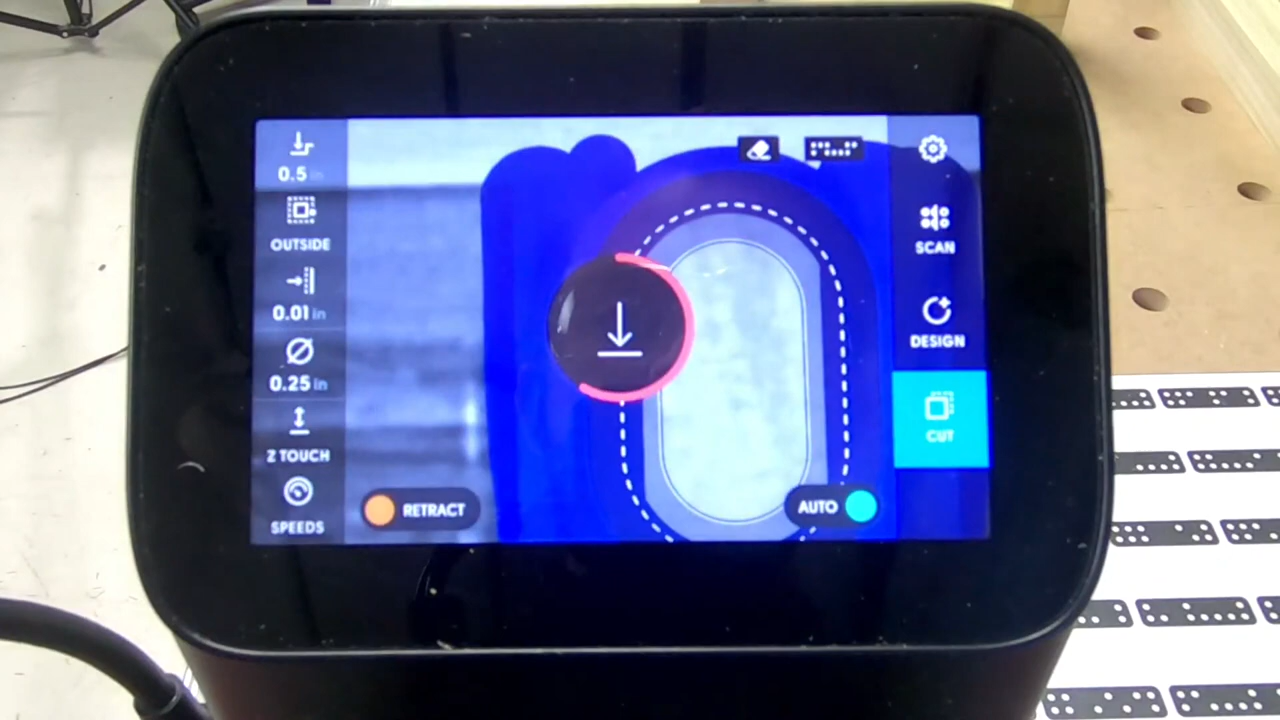 0.5 in
OUTSIDE
0.01 in
0.25 in
Z TOUCH
SPEEDS
RETRACT
AUTO
SCAN
DESIGN
CUT